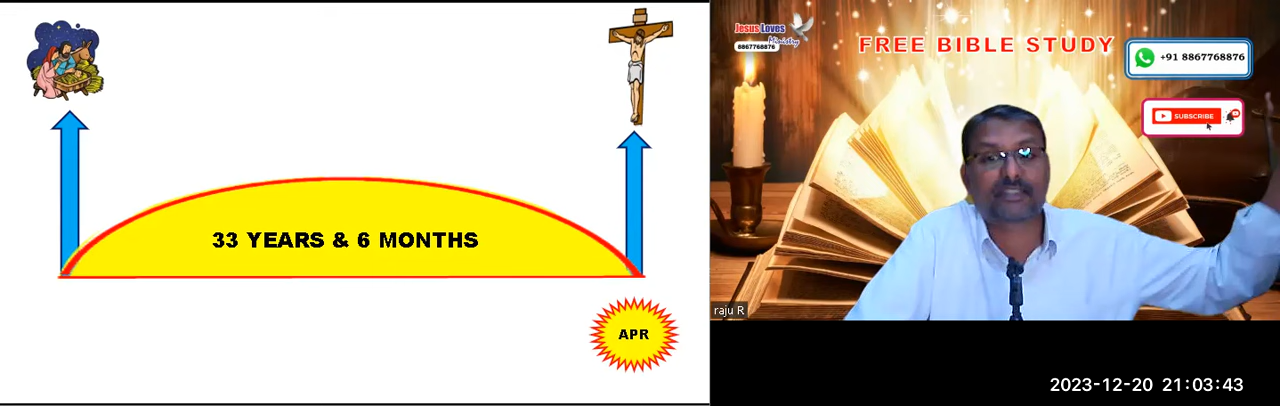 33 YEARS & 6 MONTHS
APR
Jesus Loves
Ministry
8867768876
FREE BIBLE STUDY
+91 8867768876
SUBSCRIBE
raju R
2023-12-20 21:03:43